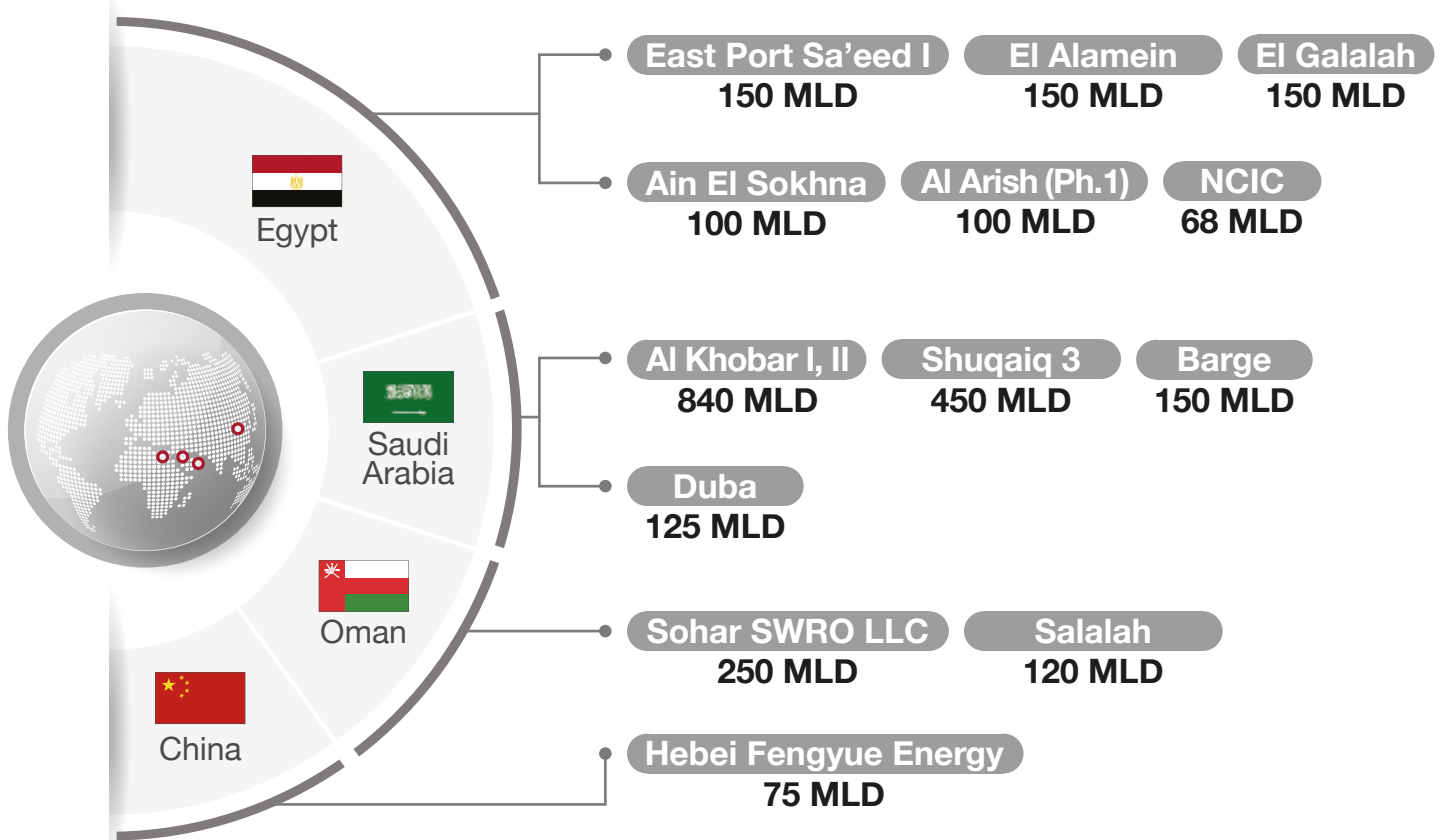 East Port Sa’eed I
150 MLD
El Alamein
150 MLD
El Galalah
150 MLD
Egypt
Ain El Sokhna
100 MLD
Al Arish (Ph.1)
100 MLD
NCIC
68 MLD
Saudi
Arabia
Al Khobar I, II
840 MLD
Shuqaiq 3
450 MLD
Barge
150 MLD
Duba
125 MLD
Oman
Sohar SWRO LLC
250 MLD
Salalah
120 MLD
China
Hebei Fengyue Energy
75 MLD